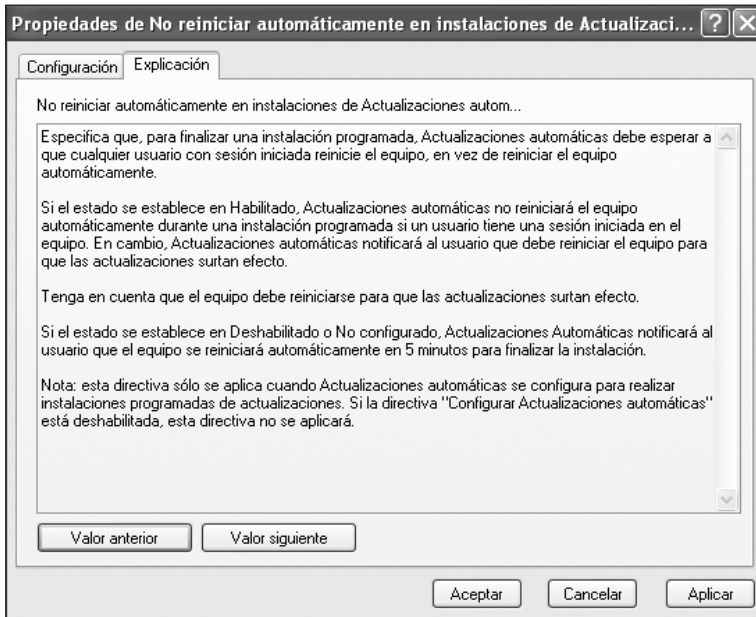 Propiedades de No reiniciar automáticamente en instalaciones de Actualizaci...
Configuración
Explicación
No reiniciar automáticamente en instalaciones de Actualizaciones autom...
Especifica que, para finalizar una instalación programada, Actualizaciones automáticas debe esperar a
que cualquier usuario con sesión iniciada reinicie el equipo, en vez de reiniciar el equipo
automáticamente.
Si el estado se establece en Habilitado, Actualizaciones automáticas no reiniciará el equipo
automáticamente durante una instalación programada si un usuario tiene una sesión iniciada en el
equipo. En cambio, Actualizaciones automáticas notificará al usuario que debe reiniciar el equipo para
que las actualizaciones surtan efecto.
Tenga en cuenta que el equipo debe reiniciarse para que las actualizaciones surtan efecto.
Si el estado se establece en Deshabilitado o No configurado, Actualizaciones Automáticas notificará al
usuario que el equipo se reiniciará automáticamente en 5 minutos para finalizar la instalación.
Nota: esta directiva sólo se aplica cuando Actualizaciones automáticas se configura para realizar
instalaciones programadas de actualizaciones. Si la directiva "Configurar Actualizaciones automáticas"
está deshabilitada, esta directiva no se aplicará.
Valor anterior
Valor siguiente
Aceptar
Cancelar
Aplicar